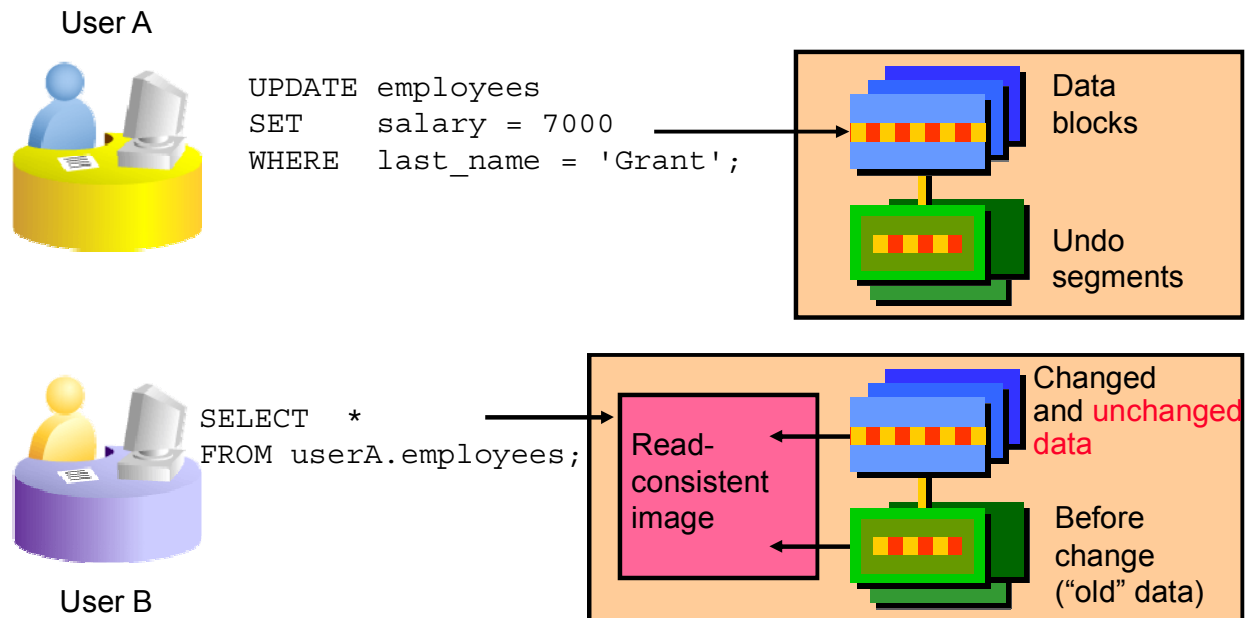 User A
UPDATE employees
SET salary = 7000
WHERE last_name = 'Grant';
Data
blocks
Undo
segments
SELECT *
FROM userA.employees;
Read-
consistent
image
Changed
and unchanged
data
Before
change
(“old” data)
User B